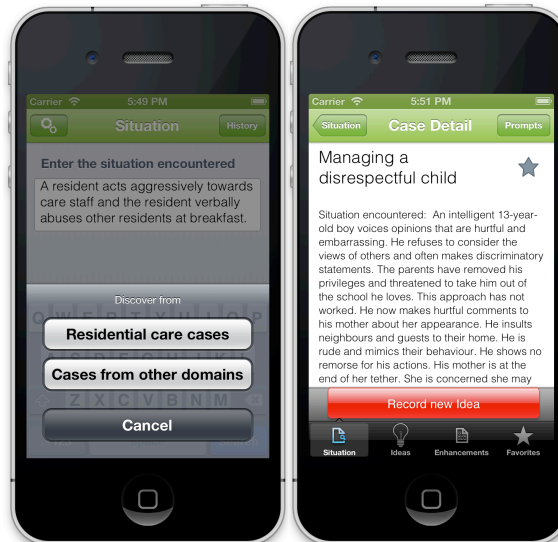 Carrier 5:49 PM
Situation History
Enter the situation encountered
A resident acts aggressively towards
care staff and the resident verbally
abuses other residents at breakfast.
Discover from
Residential care cases
Cases from other domains
Z X C V B N M
Cancel
Carrier 5:51 PM
Situation Case Detail Prompts
Managing a
disrespectful child
Situation encountered: An intelligent 13-year-
old boy voices opinions that are hurtful and
embarrassing. He refuses to consider the
views of others and often makes discriminatory
statements. The parents have removed his
privileges and threatened to take him out of
the school he loves. This approach has not
worked. He now makes hurtful comments to
his mother about her appearance. He insults
neighbours and guests to their home. He is
rude and mimics their behaviour. He shows no
remorse for his actions. His mother is at the
end of her tether. She is concerned she may
Record new Idea
Situation Ideas Enhancements Favorites